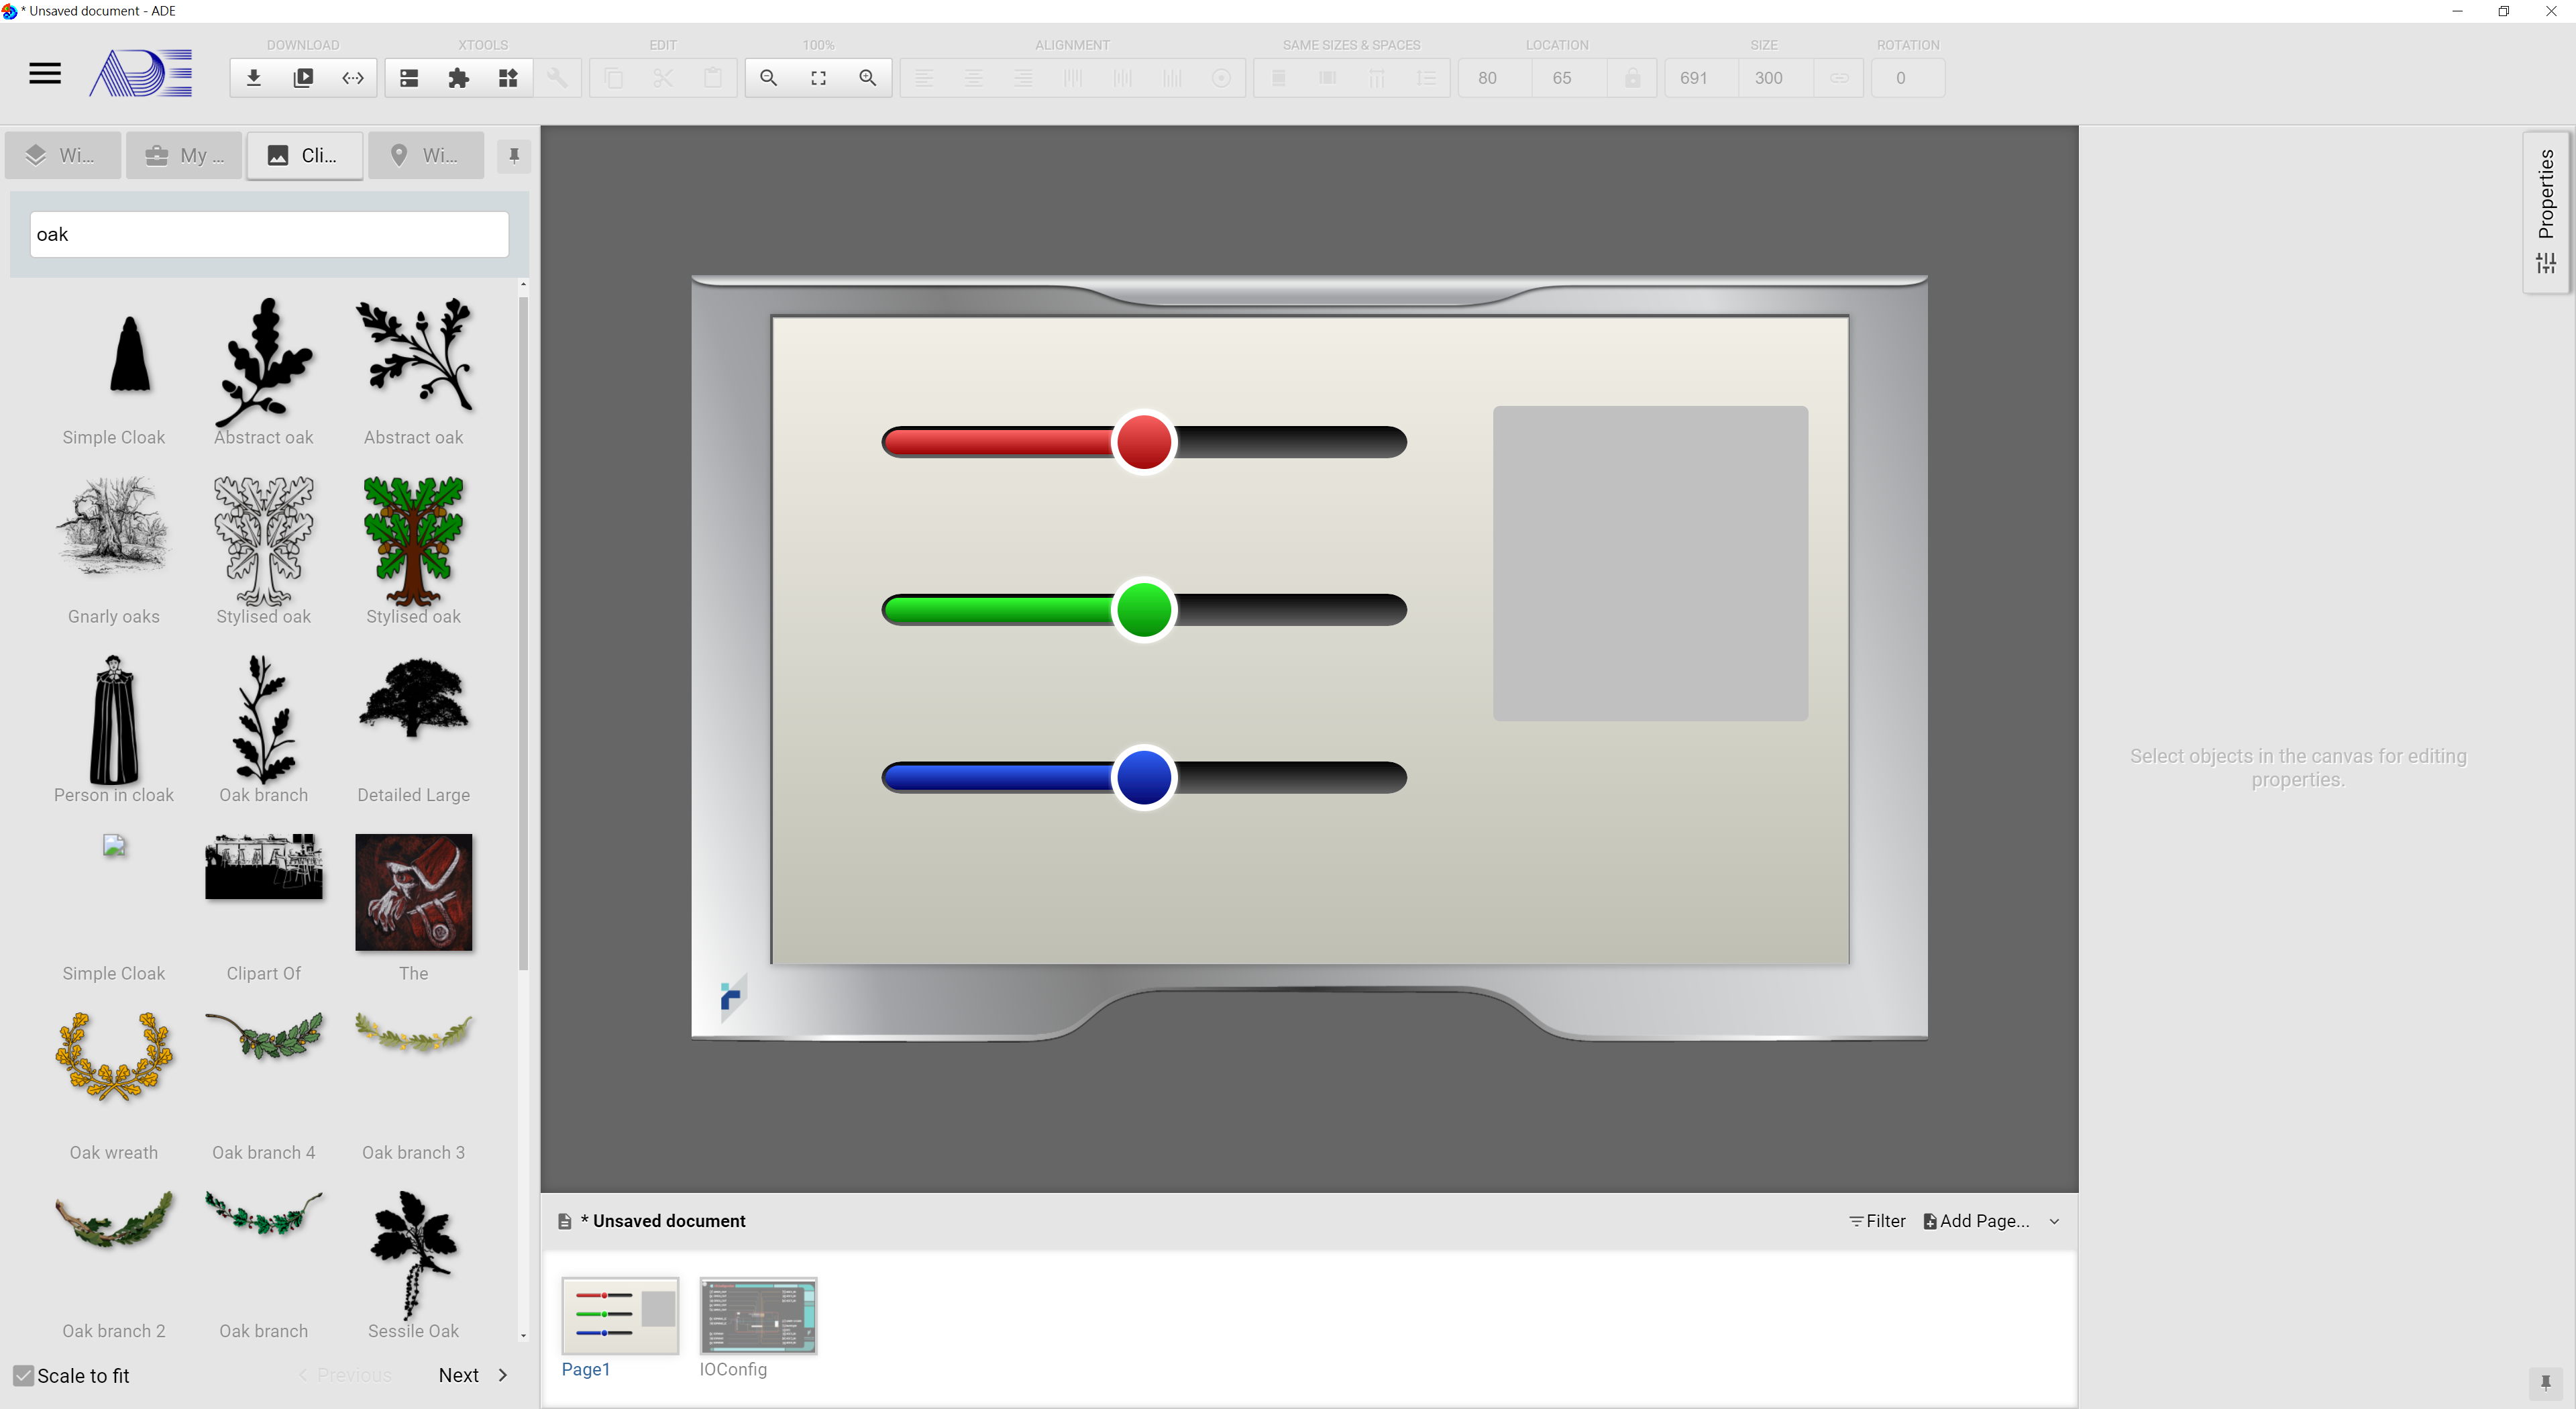 * Unsaved document - ADE
DOWNLOAD XTOOLS EDIT 100% ALIGNMENT SAME SIZES & SPACES LOCATION SIZE ROTATION
ADE
80 65 691 300 0
Wi... My ... Cli... Wi...
Properties
oak
Simple Cloak Abstract oak Abstract oak
Gnarly oaks Stylised oak Stylised oak
Person in cloak Oak branch Detailed Large
Simple Cloak Clipart Of The
Oak wreath Oak branch 4 Oak branch 3
Oak branch 2 Oak branch Sessile Oak
Scale to fit Previous Next
Select objects in the canvas for editing
properties.
* Unsaved document Filter Add Page...
Page1 IOConfig